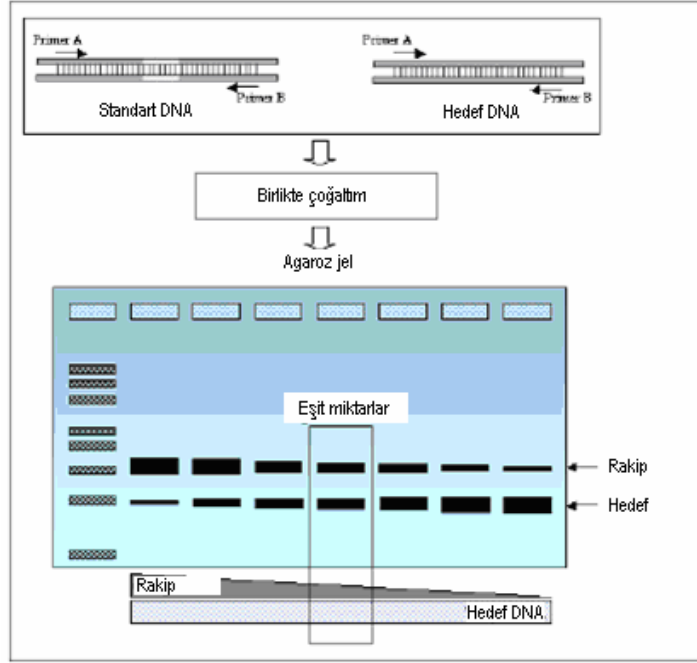 Primer A
Primer B
Standart DNA
Primer A
Primer B
Hedef DNA
Birlikte çoğaltım
Agaroz jel
Eşit miktarlar
Rakip
Hedef
Rakip
Hedef DNA